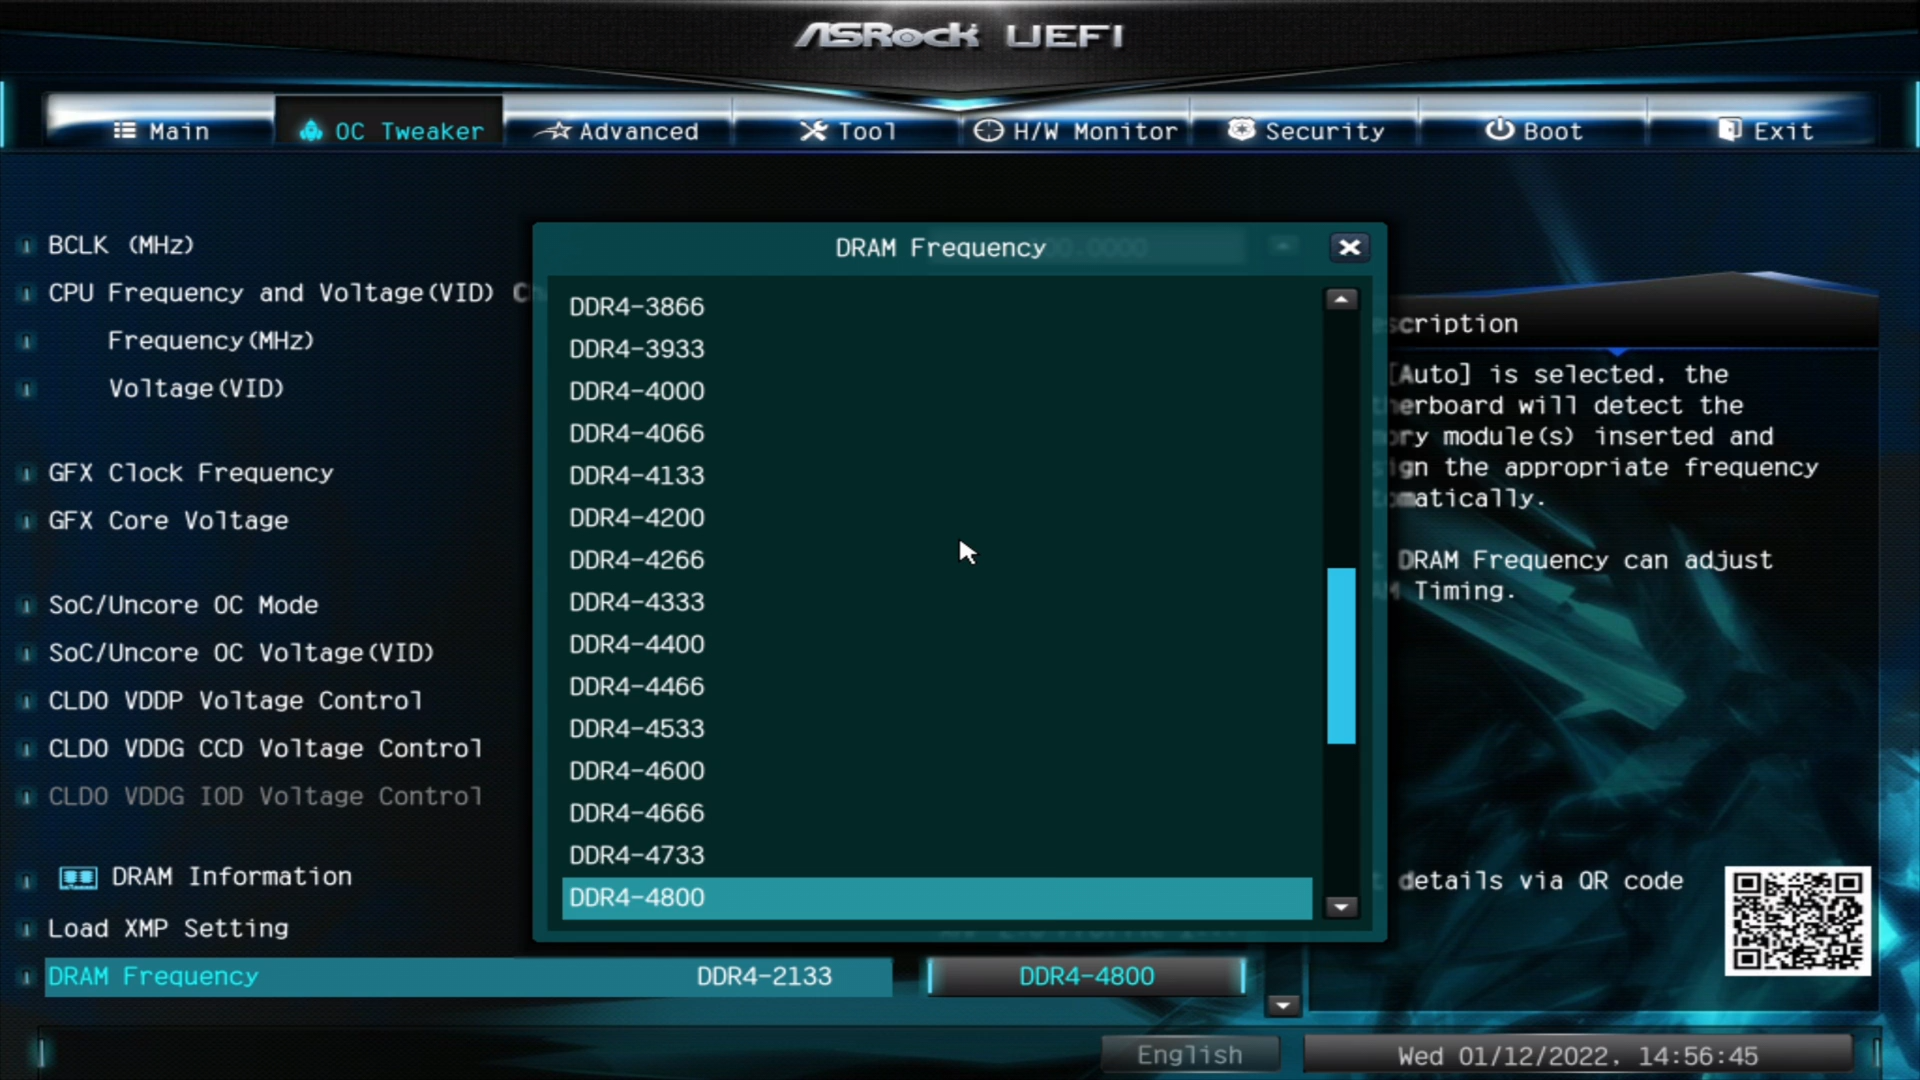 ASRock UEFI
Main
OC Tweaker
Advanced
Tool
H/W Monitor
Security
Boot
Exit
BCLK (MHz)
CPU Frequency and Voltage(VID)
Frequency(MHz)
Voltage(VID)
GFX Clock Frequency
GFX Core Voltage
SoC/Uncore OC Mode
SoC/Uncore OC Voltage(VID)
CLDO VDDP Voltage Control
CLDO VDDG CCD Voltage Control
CLDO VDDG IOD Voltage Control
DRAM Information
Load XMP Setting
DRAM Frequency DDR4-2133 DDR4-4800
DRAM Frequency
DDR4-3866
DDR4-3933
DDR4-4000
DDR4-4066
DDR4-4133
DDR4-4200
DDR4-4266
DDR4-4333
DDR4-4400
DDR4-4466
DDR4-4533
DDR4-4600
DDR4-4666
DDR4-4733
DDR4-4800
scription
[Auto] is selected, the
herboard will detect the
ory module(s) inserted and
ign the appropriate frequency
omatically.
DRAM Frequency can adjust
Timing.
details via QR code
English
Wed 01/12/2022, 14:56:45